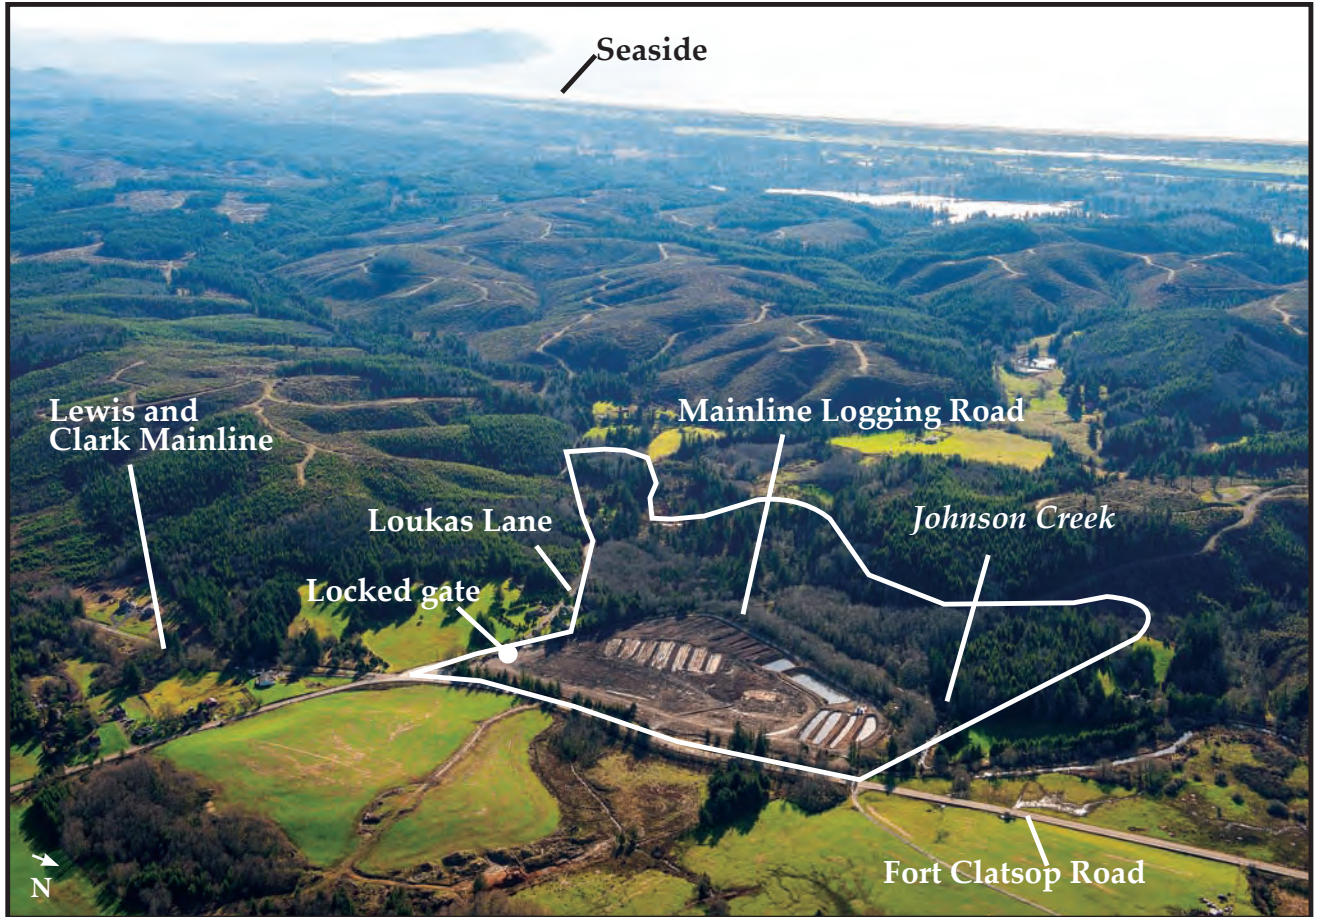 Seaside
Lewis and
Clark Mainline
Mainline Logging Road
Loukas Lane
Johnson Creek
Locked gate
Fort Clatsop Road
N